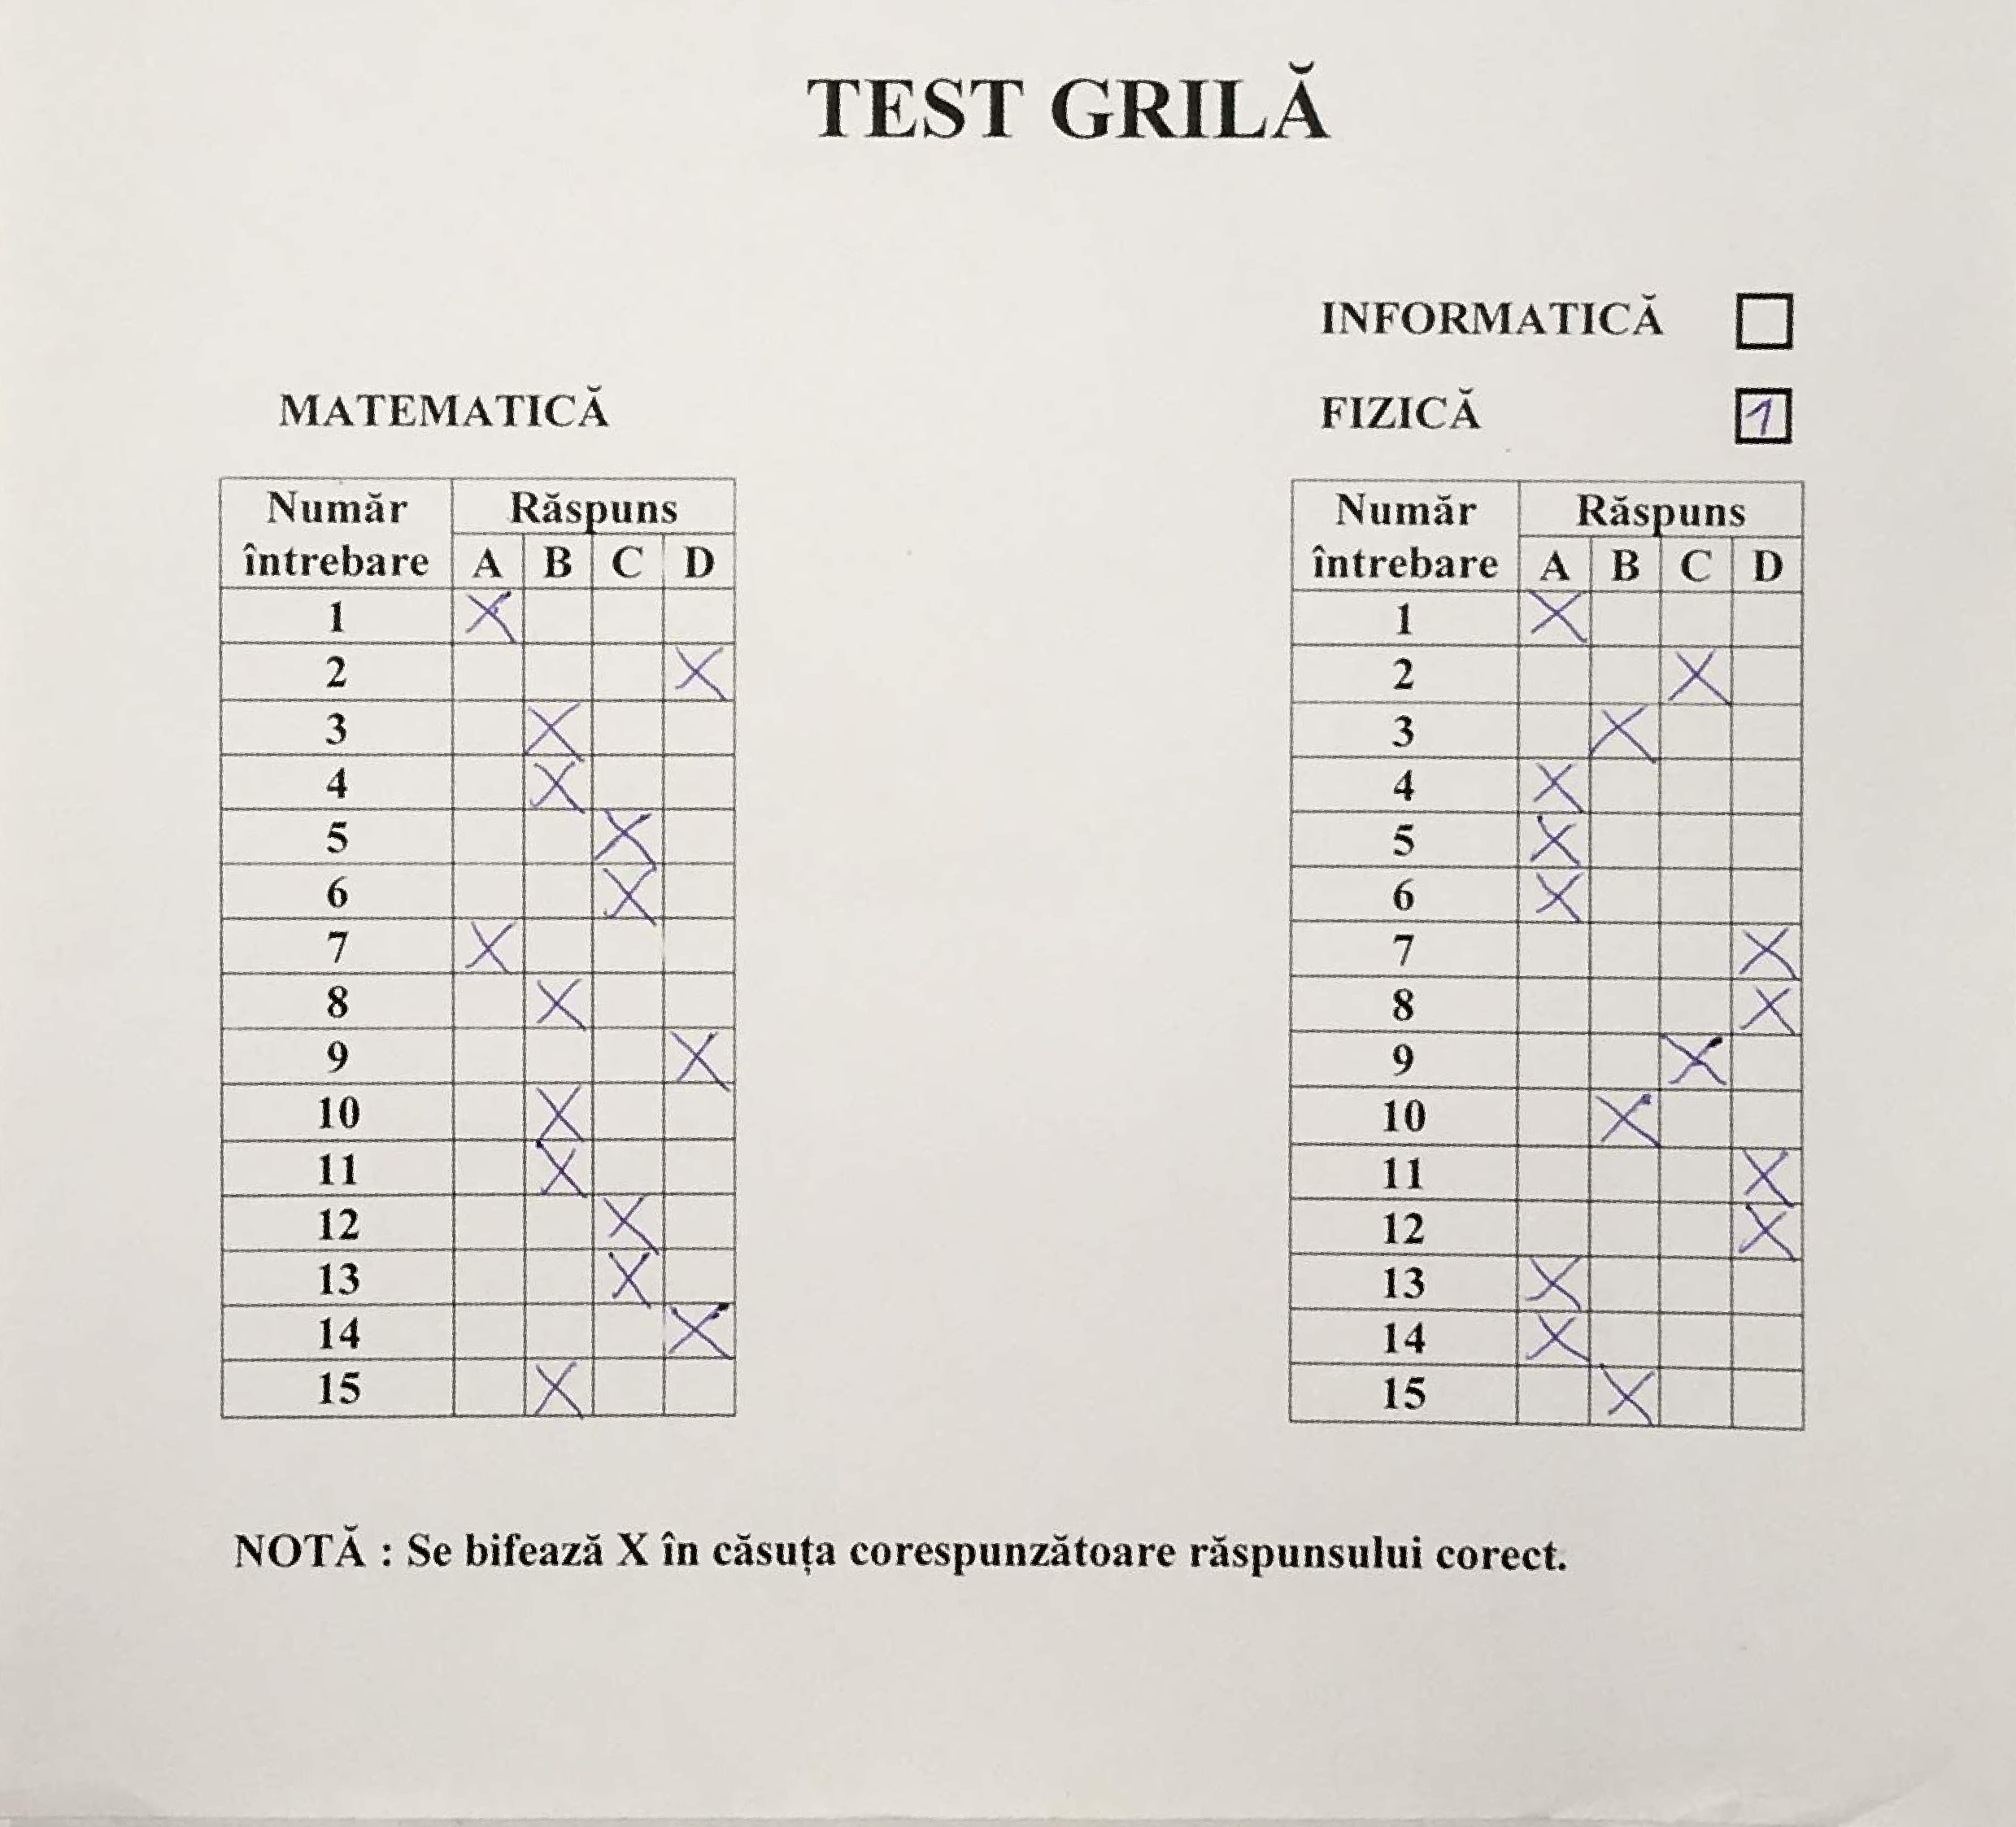 TEST GRILĂ
INFORMATICĂ
MATEMATICĂ
FIZICĂ 1
Număr întrebare Răspuns
A B C D
1 X
2 X
3 X
4 X
5 X
6 X
7 X
8 X
9 X
10 X
11 X
12 X
13 X
14 X
15 X
Număr întrebare Răspuns
A B C D
1 X
2 X
3 X
4 X
5 X
6 X
7 X
8 X
9 X
10 X
11 X
12 X
13 X
14 X
15 X
NOTĂ : Se bifează X în căsuța corespunzătoare răspunsului corect.